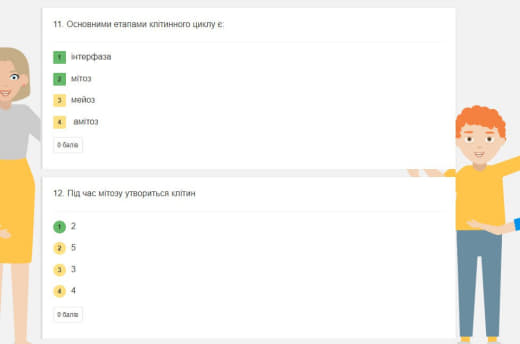 11. Основними етапами клітинного циклу є:
1 інтерфаза
2 мітоз
3 мейоз
4 амітоз
0 балів
12. Під час мітозу утвориться клітин
1 2
2 5
3 3
4 4
0 балів